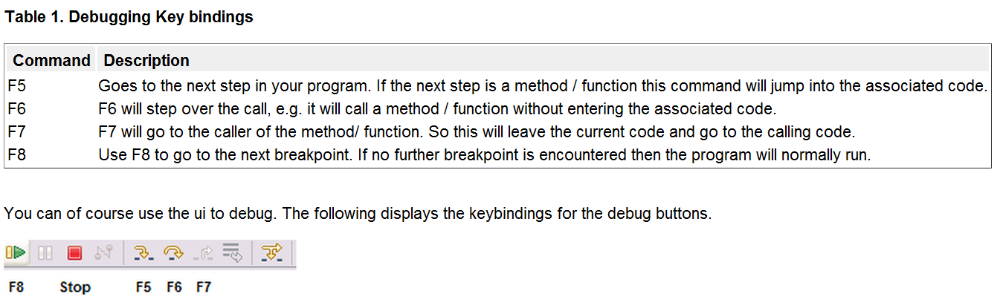 Table 1. Debugging Key bindings
Command Description
F5 Goes to the next step in your program. If the next step is a method / function this command will jump into the associated code.
F6 F6 will step over the call, e.g. it will call a method / function without entering the associated code.
F7 F7 will go to the caller of the method/ function. So this will leave the current code and go to the calling code.
F8 Use F8 to go to the next breakpoint. If no further breakpoint is encountered then the program will normally run.
You can of course use the ui to debug. The following displays the keybindings for the debug buttons.
F8 Stop F5 F6 F7